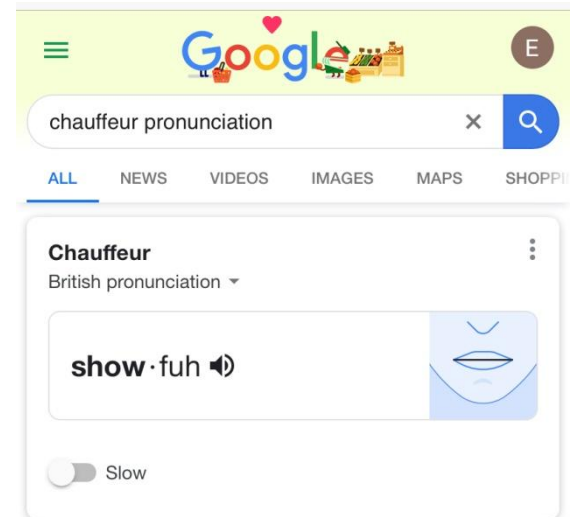 Google
E
chauffeur pronunciation
ALL NEWS VIDEOS IMAGES MAPS SHOPPI
Chauffeur
British pronunciation
show·fuh
Slow